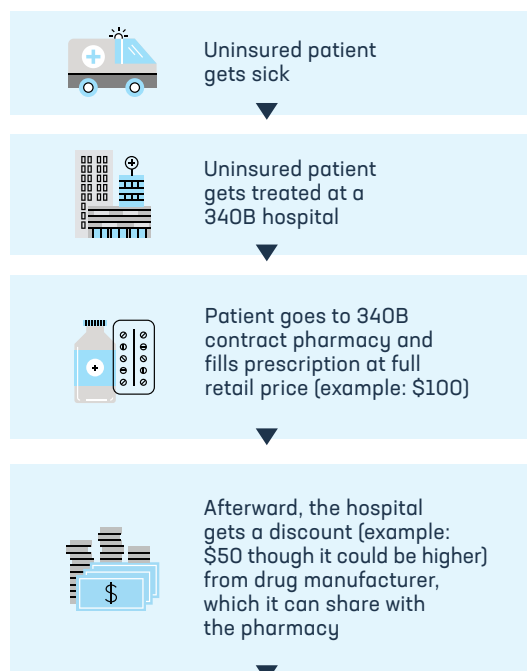 Uninsured patient
gets sick
Uninsured patient
gets treated at a
340B hospital
Patient goes to 340B
contract pharmacy and
fills prescription at full
retail price (example: $100)
Afterward, the hospital
gets a discount (example:
$50 though it could be higher)
from drug manufacturer,
which it can share with
the pharmacy
$